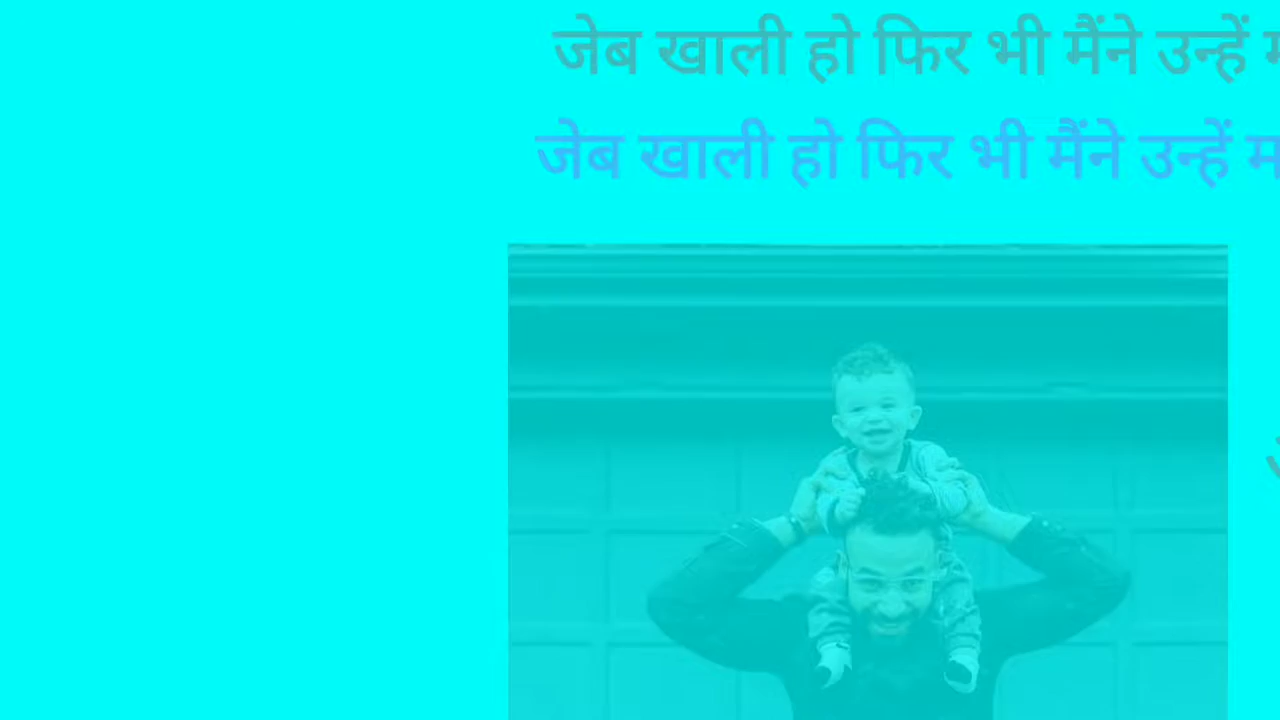 जेब खाली हो फिर भी मैंने उन्हें
जेब खाली हो फिर भी मैंने उन्हें